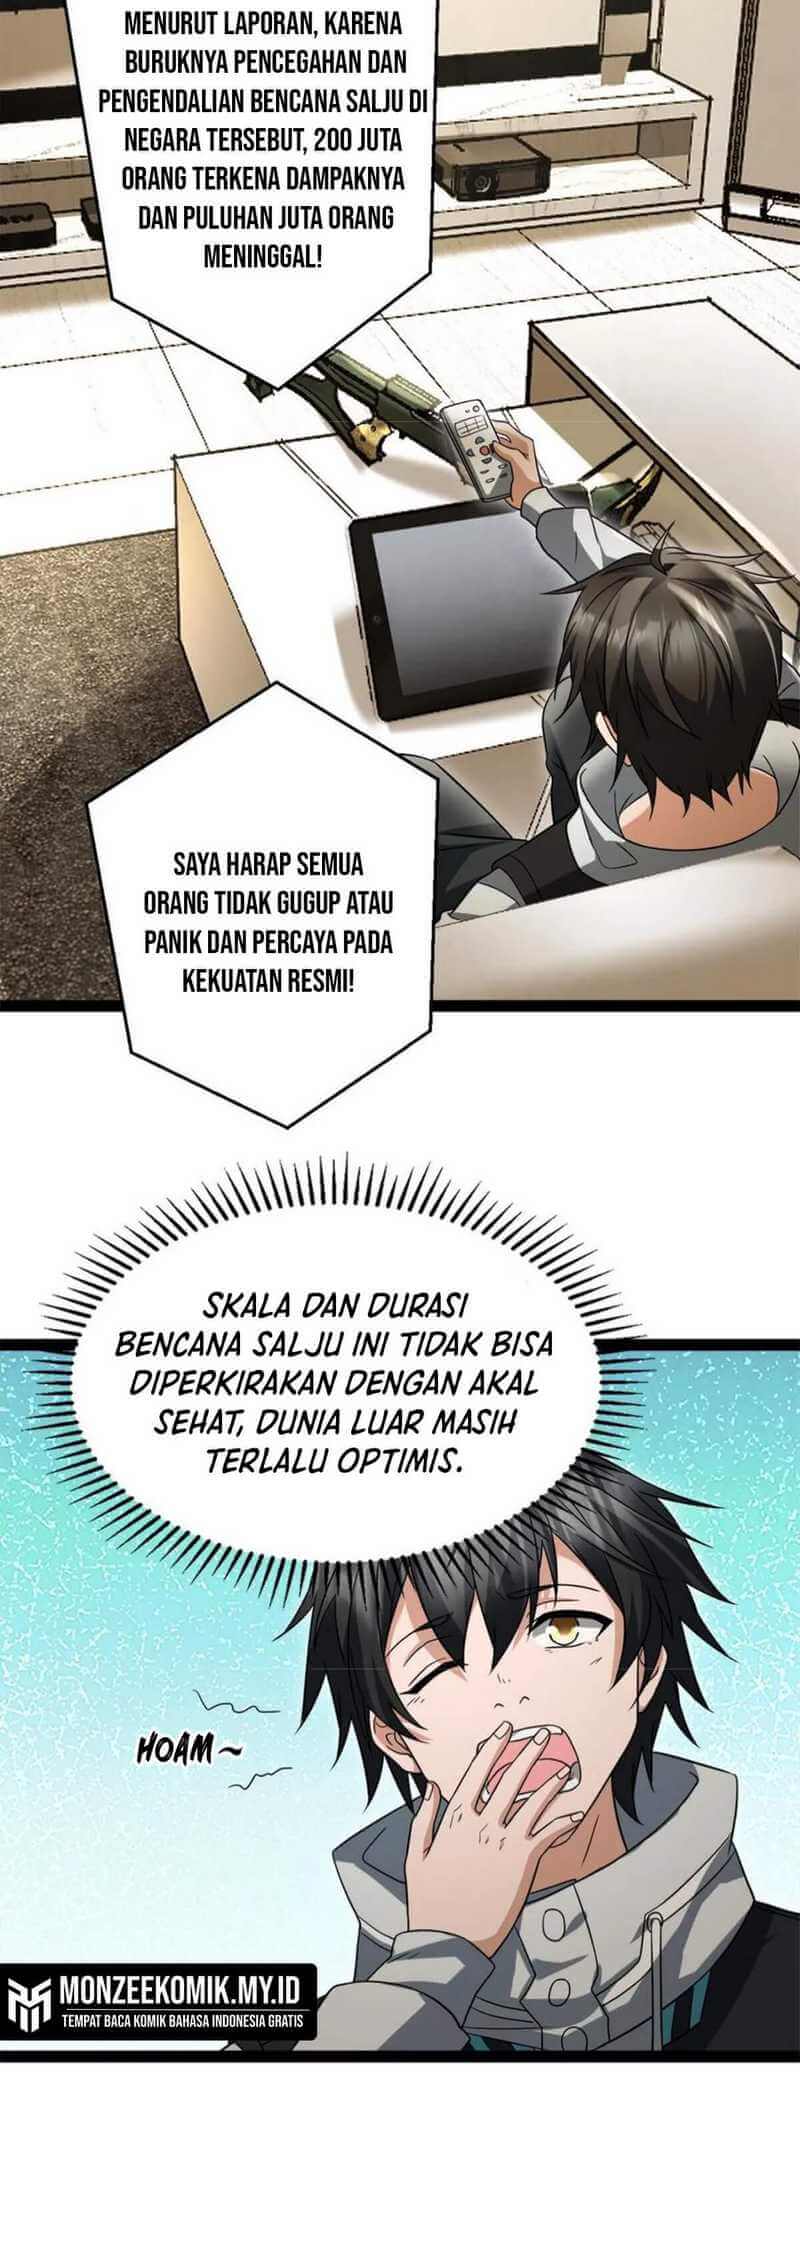 MENURUT LAPORAN, KARENA
BURUKNYA PENCEGAHAN DAN
PENGENDALIAN BENCANA SALJU DI
NEGARA TERSEBUT, 200 JUTA
ORANG TERKENA DAMPAKNYA
DAN PULUHAN JUTA ORANG
MENINGGAL!
SAYA HARAP SEMUA
ORANG TIDAK GUGUP ATAU
PANIK DAN PERCAYA PADA
KEKUATAN RESMI!
SKALA DAN DURASI
BENCANA SALJU INI TIDAK BISA
DIPERKIRAKAN DENGAN AKAL
SEHAT, DUNIA LUAR MASIH
TERLALU OPTIMIS.
HOAM~
MONZEEKOMIK.MY.ID
TEMPAT BACA KOMIK BAHASA INDONESIA GRATIS